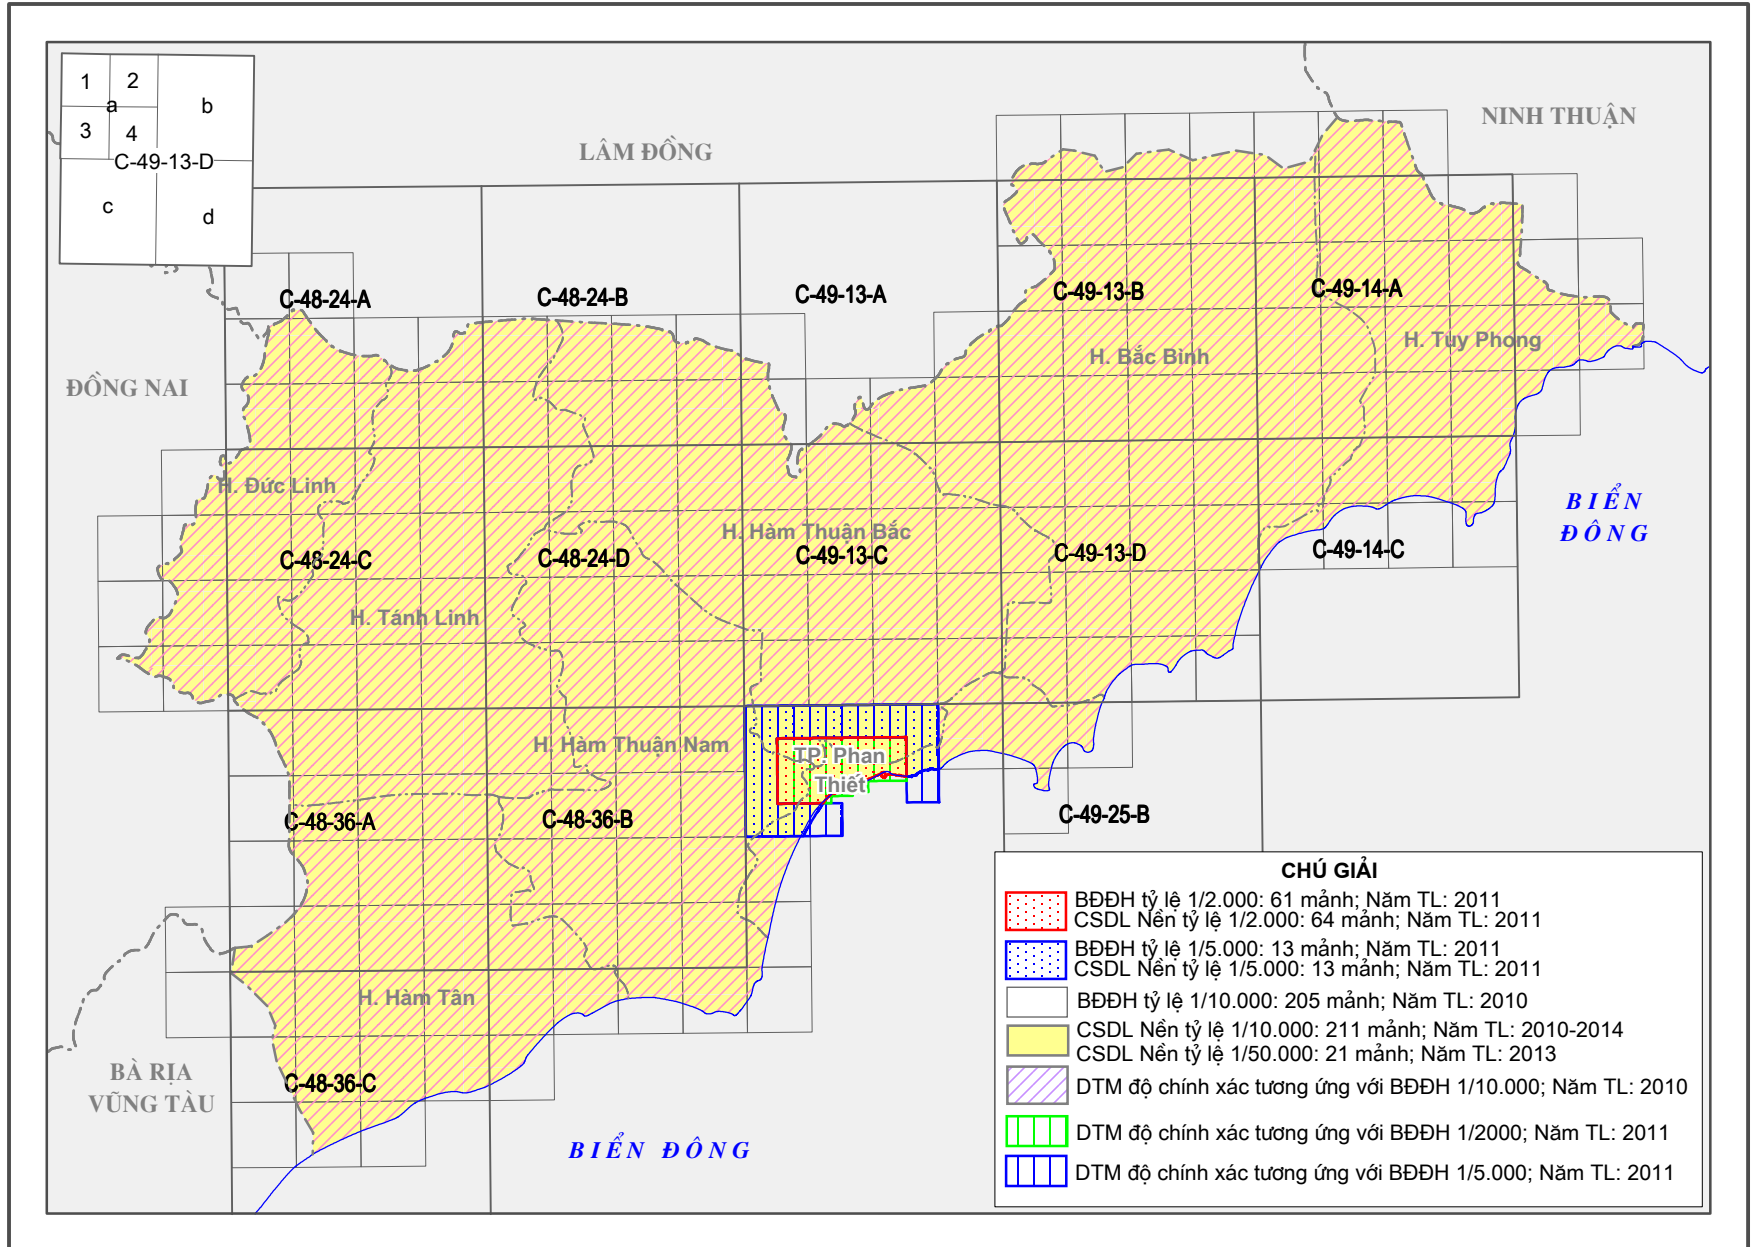 1
2
a
b
3
4
C-49-13-D
c
d
LÂM ĐỒNG
NINH THUẬN
C-48-24-A
C-48-24-B
C-49-13-A
C-49-13-B
C-49-14-A
H. Bắc Bình
H. Tuy Phong
ĐỒNG NAI
H. Đức Linh
H. Hàm Thuận Bắc
BIỂN
ĐÔNG
C-48-24-C
C-48-24-D
C-49-13-C
C-49-13-D
C-49-14-C
H. Tánh Linh
H. Hàm Thuận Nam
TP. Phan
Thiết
C-48-36-A
C-48-36-B
C-49-25-B
H. Hàm Tân
BÀ RỊA
VŨNG TÀU
C-48-36-C
BIỂN ĐÔNG
CHÚ GIẢI
BĐĐH tỷ lệ 1/2.000: 61 mảnh; Năm TL: 2011
CSDL Nền tỷ lệ 1/2.000: 64 mảnh; Năm TL: 2011
BĐĐH tỷ lệ 1/5.000: 13 mảnh; Năm TL: 2011
CSDL Nền tỷ lệ 1/5.000: 13 mảnh; Năm TL: 2011
BĐĐH tỷ lệ 1/10.000: 205 mảnh; Năm TL: 2010
CSDL Nền tỷ lệ 1/10.000: 211 mảnh; Năm TL: 2010-2014
CSDL Nền tỷ lệ 1/50.000: 21 mảnh; Năm TL: 2013
DTM độ chính xác tương ứng với BĐĐH 1/10.000; Năm TL: 2010
DTM độ chính xác tương ứng với BĐĐH 1/2000; Năm TL: 2011
DTM độ chính xác tương ứng với BĐĐH 1/5.000; Năm TL: 2011